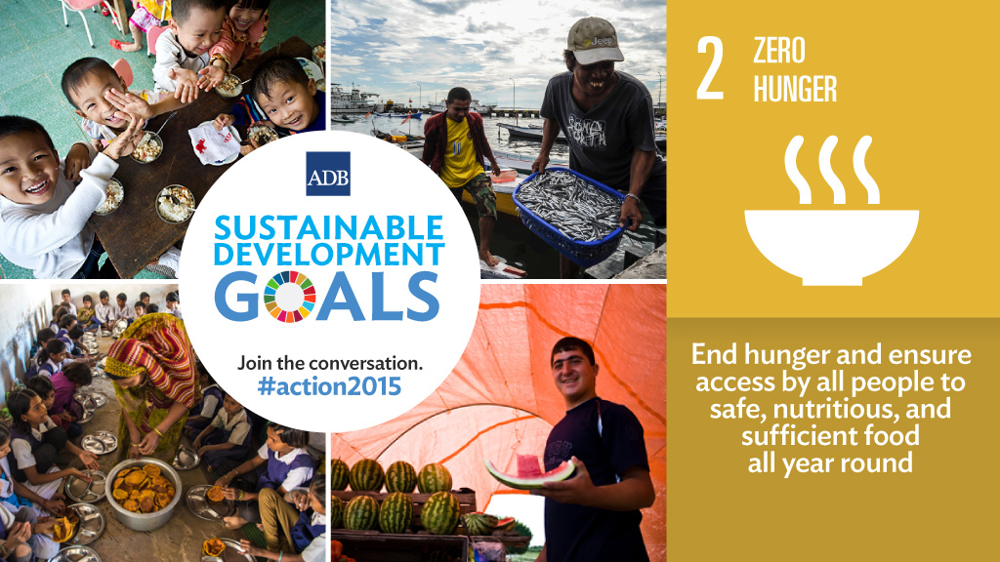 ADB
SUSTAINABLE
DEVELOPMENT
GOALS
Join the conversation.
#action2015
Jeep
2 ZERO
HUNGER
End hunger and ensure
access by all people to
safe, nutritious, and
sufficient food
all year round